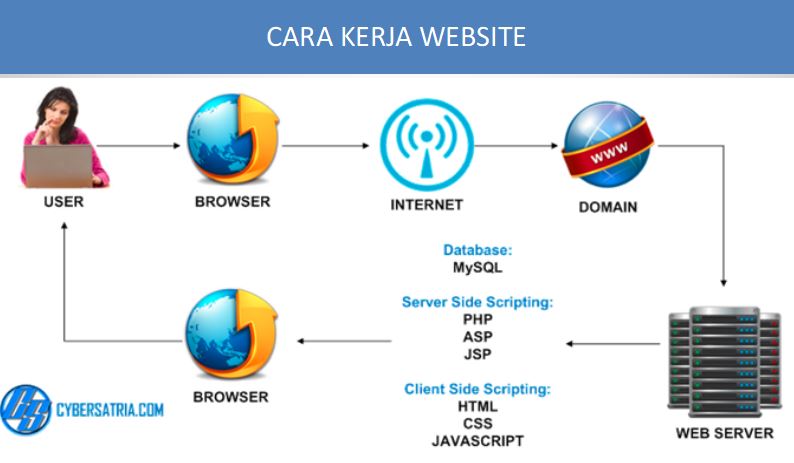 CARA KERJA WEBSITE
USER
BROWSER
INTERNET
WWW
DOMAIN
Database:
MySQL
Server Side Scripting:
PHP
ASP
JSP
Client Side Scripting:
HTML
CSS
JAVASCRIPT
BROWSER
WEB SERVER
CS
CYBERSATRIA.COM